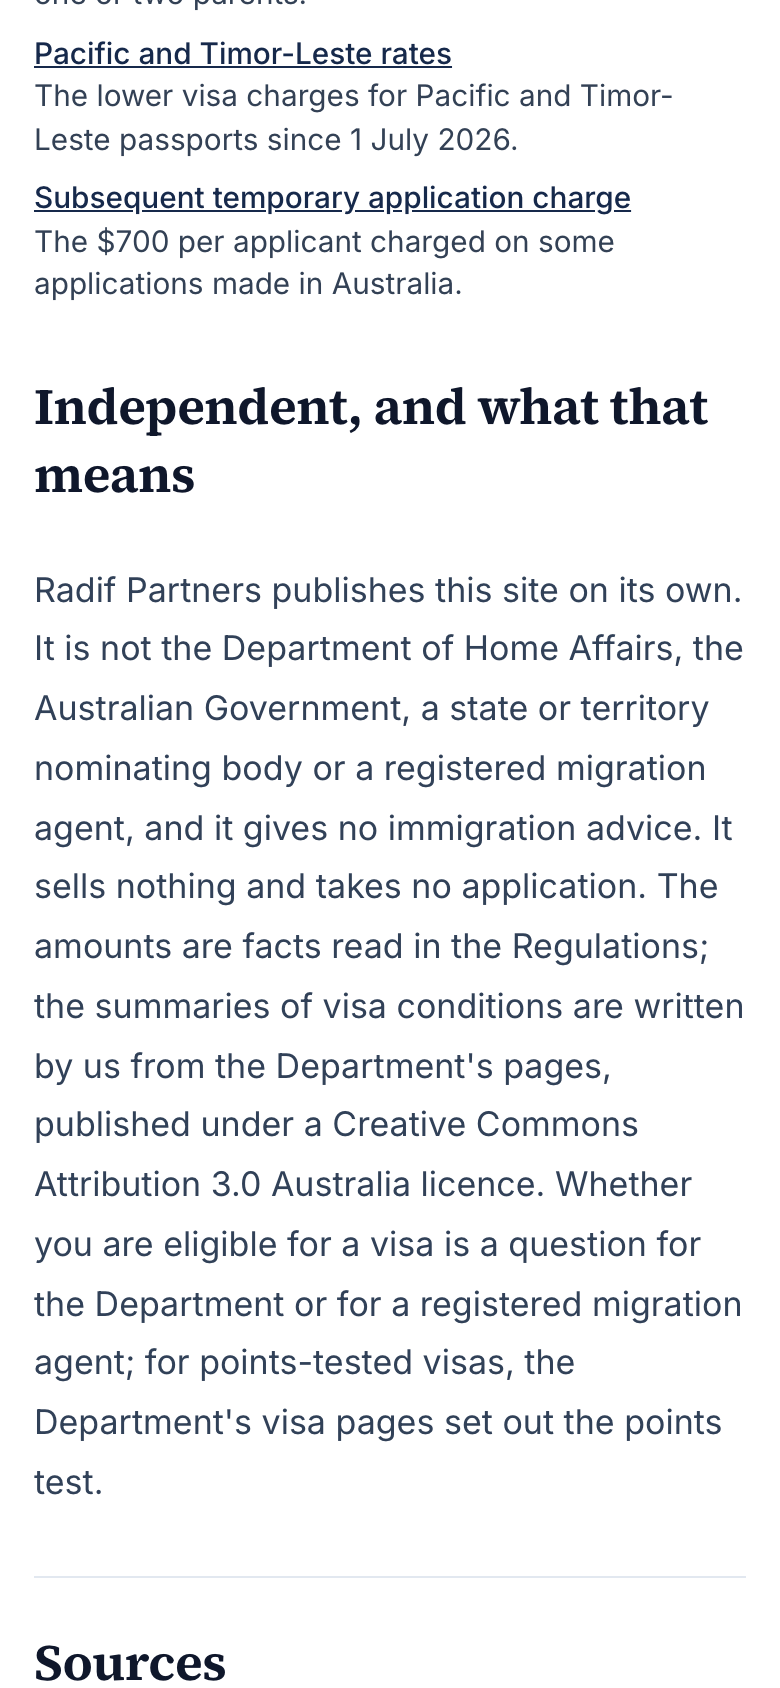 one or two parents.
Pacific and Timor-Leste rates
The lower visa charges for Pacific and Timor-
Leste passports since 1 July 2026.
Subsequent temporary application charge
The $700 per applicant charged on some
applications made in Australia.
Independent, and what that
means
Radif Partners publishes this site on its own.
It is not the Department of Home Affairs, the
Australian Government, a state or territory
nominating body or a registered migration
agent, and it gives no immigration advice. It
sells nothing and takes no application. The
amounts are facts read in the Regulations;
the summaries of visa conditions are written
by us from the Department's pages,
published under a Creative Commons
Attribution 3.0 Australia licence. Whether
you are eligible for a visa is a question for
the Department or for a registered migration
agent; for points-tested visas, the
Department's visa pages set out the points
test.
Sources